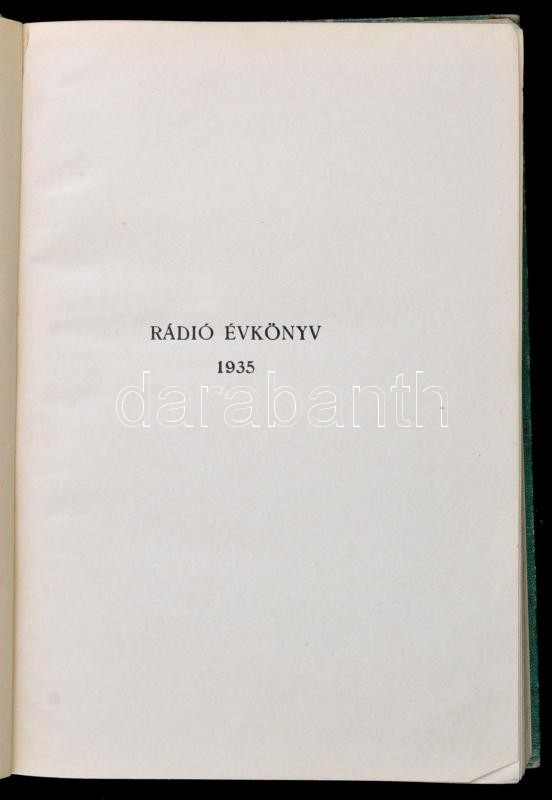 RÁDIÓ ÉVKÖNYV
1935
darabanth